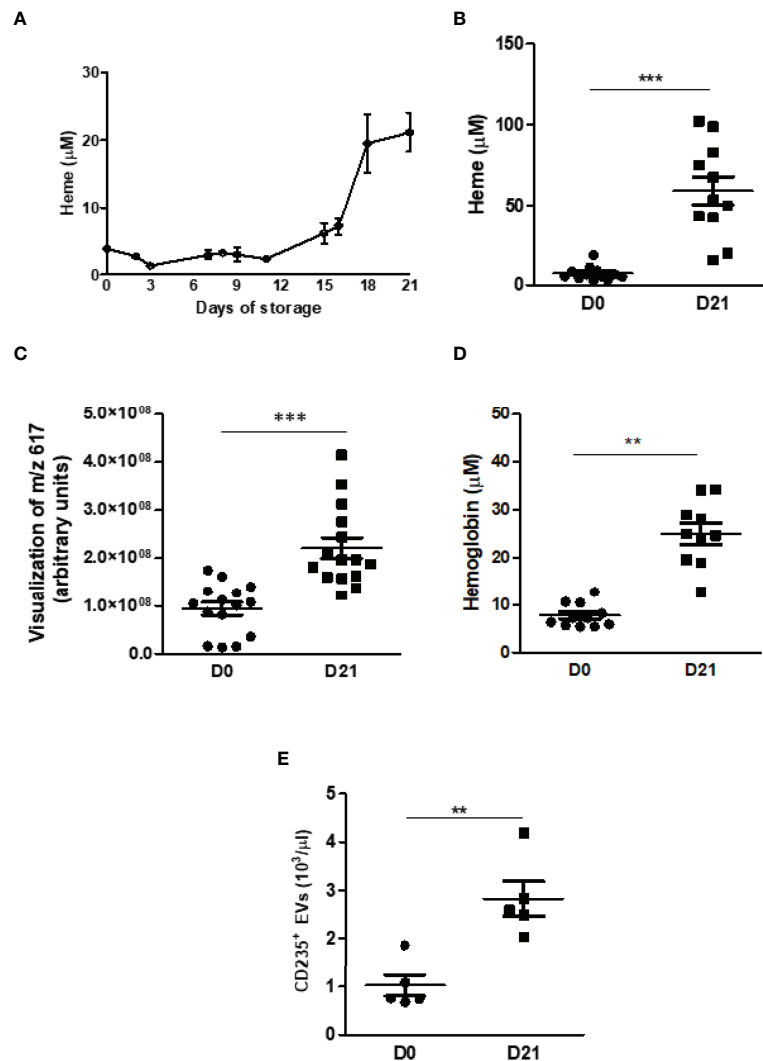 A
30
20
10
0
Heme (μM)
0 3 6 9 12 15 18 21
Days of storage
B
150
100
50
0
Heme (μM)
***
D0 D21
C
5.0×10⁰⁸
4.0×10⁰⁸
3.0×10⁰⁸
2.0×10⁰⁸
1.0×10⁰⁸
0.0
Visualization of m/z 617
(arbitrary units)
***
D0 D21
D
50
40
30
20
10
0
Hemoglobin (μM)
**
D0 D21
E
5
4
3
2
1
0
CD235⁺ EVs (10³/μl)
**
D0 D21